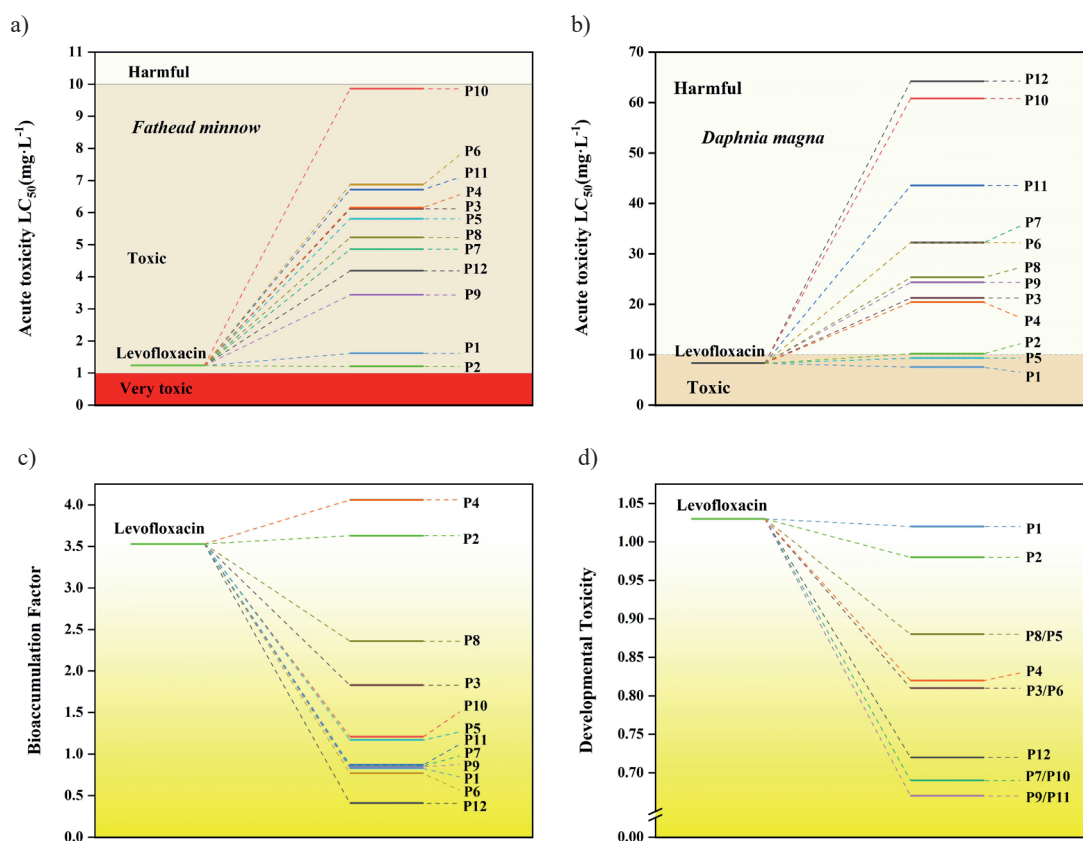 a)
11
10
9
8
7
6
5
4
3
2
1
0
Acute toxicity LC50(mg·L-1)
Harmful
Fathead minnow
Toxic
Levofloxacin
Very toxic
P10
P6
P11
P4
P3
P5
P8
P7
P12
P9
P1
P2
b)
70
60
50
40
30
20
10
0
Acute toxicity LC50(mg·L-1)
Harmful
Daphnia magna
Levofloxacin
Toxic
P12
P10
P11
P7
P6
P8
P9
P3
P4
P2
P5
P1
c)
4.0
3.5
3.0
2.5
2.0
1.5
1.0
0.5
0.0
Bioaccumulation Factor
Levofloxacin
P4
P2
P8
P3
P10
P5
P11
P7
P9
P1
P6
P12
d)
1.05
1.00
0.95
0.90
0.85
0.80
0.75
0.70
0.00
Developmental Toxicity
Levofloxacin
P1
P2
P8/P5
P4
P3/P6
P12
P7/P10
P9/P11